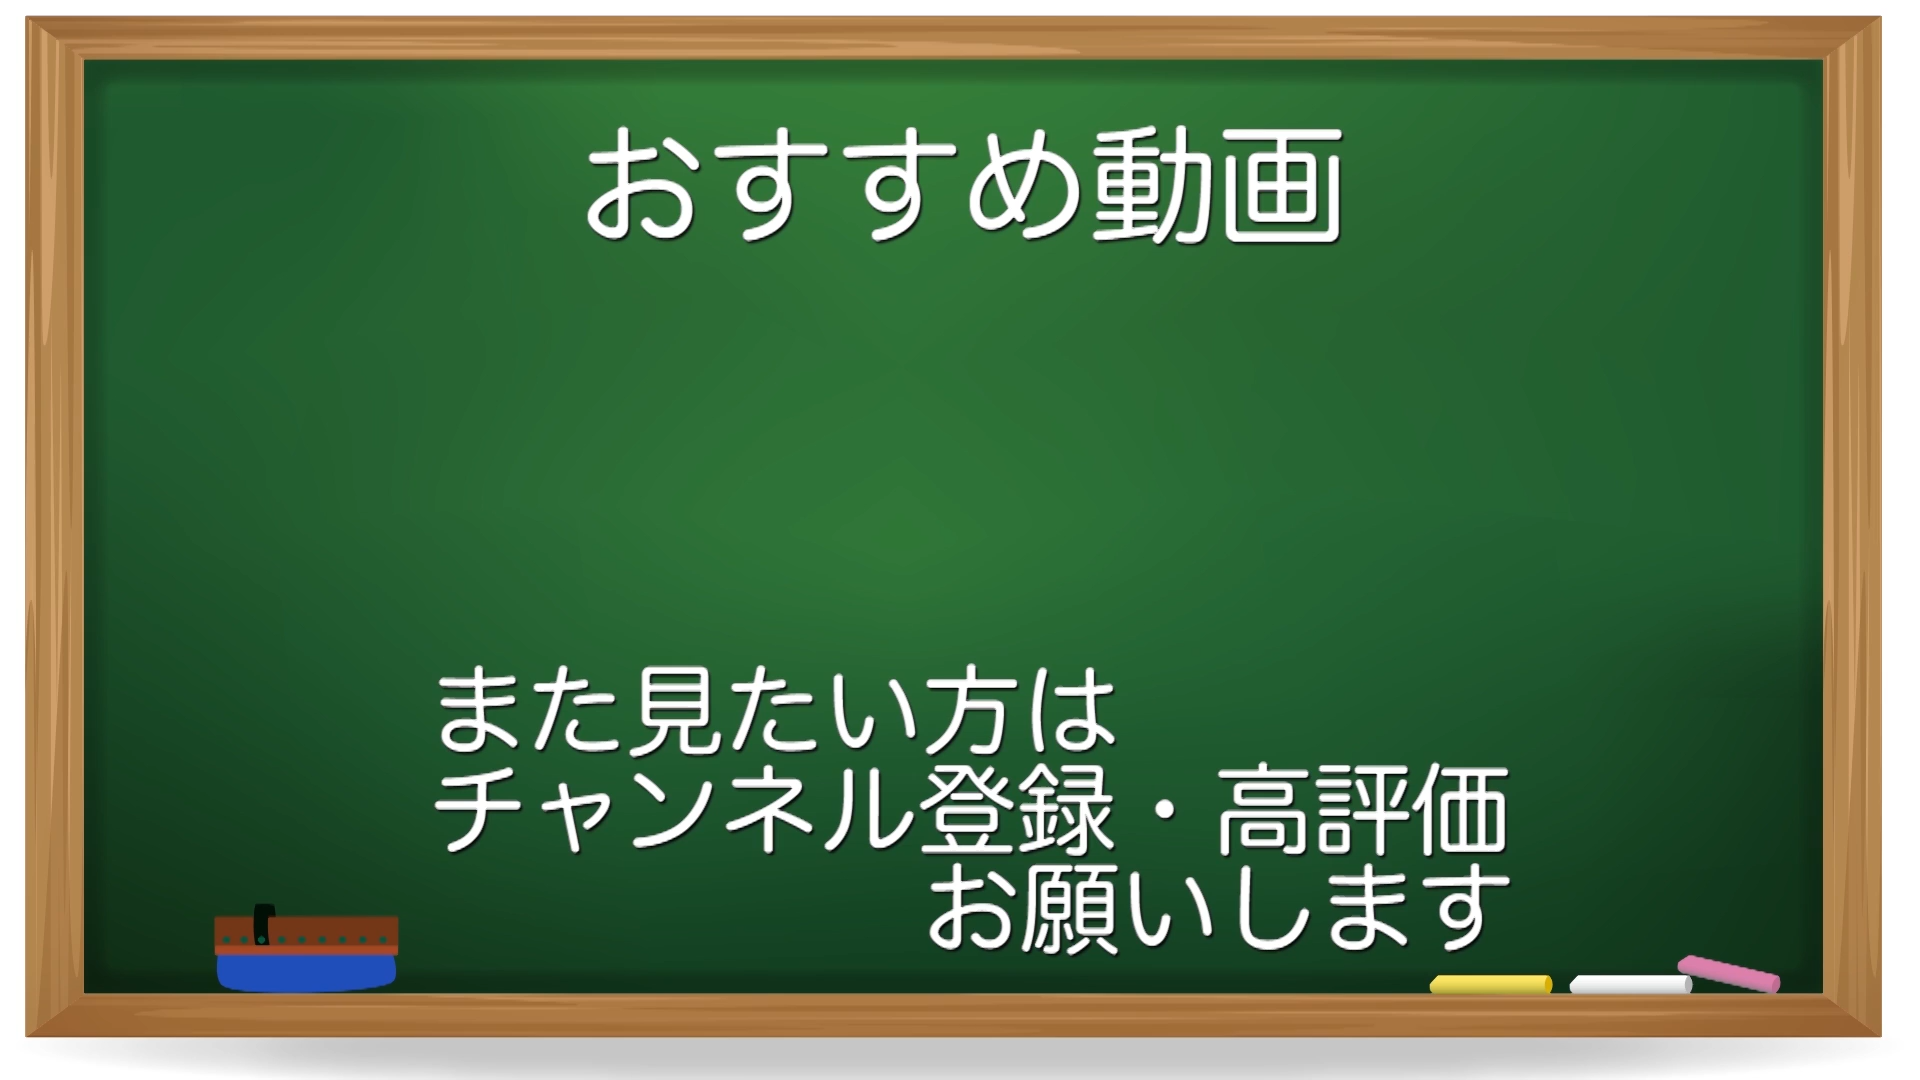 おすすめ動画
また見たい方は
チャンネル登録・高評価
お願いします